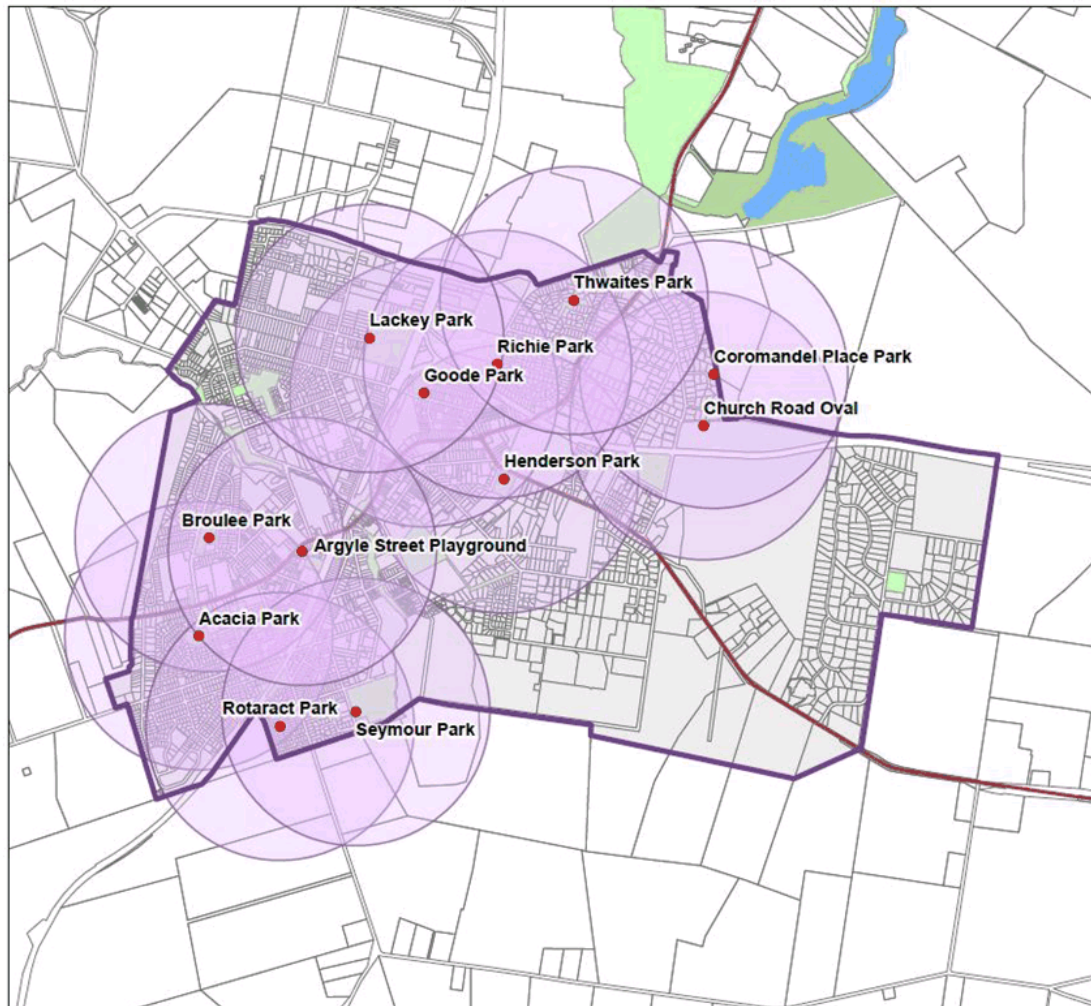 Thwaites Park
Lackey Park
Richie Park
Coromandel Place Park
Goode Park
Church Road Oval
Henderson Park
Broulee Park
Argyle Street Playground
Acacia Park
Rotaract Park
Seymour Park